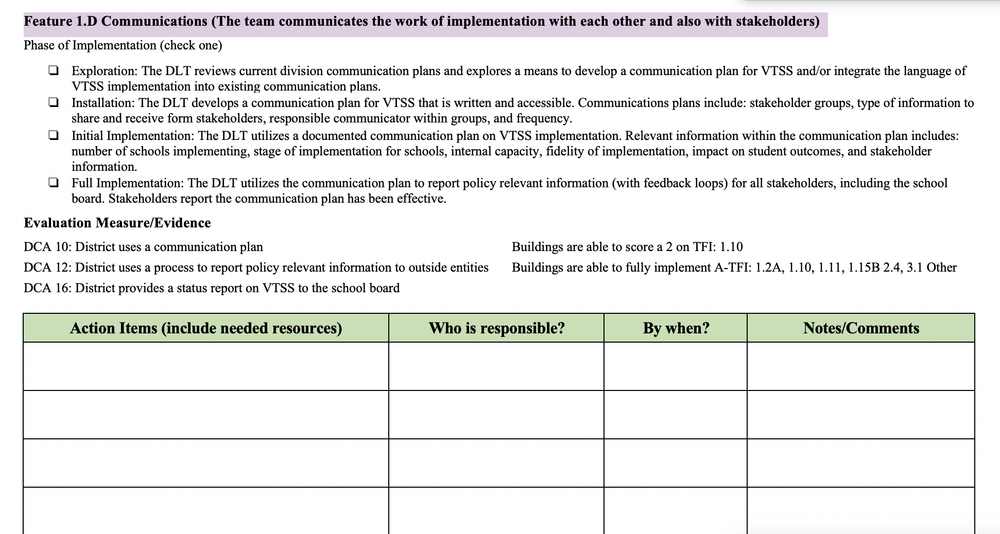 Feature 1.D Communications (The team communicates the work of implementation with each other and also with stakeholders)
Phase of Implementation (check one)
❏ Exploration: The DLT reviews current division communication plans and explores a means to develop a communication plan for VTSS and/or integrate the language of
VTSS implementation into existing communication plans.
❏ Installation: The DLT develops a communication plan for VTSS that is written and accessible. Communications plans include: stakeholder groups, type of information to
share and receive form stakeholders, responsible communicator within groups, and frequency.
❏ Initial Implementation: The DLT utilizes a documented communication plan on VTSS implementation. Relevant information within the communication plan includes:
number of schools implementing, stage of implementation for schools, internal capacity, fidelity of implementation, impact on student outcomes, and stakeholder
information.
❏ Full Implementation: The DLT utilizes the communication plan to report policy relevant information (with feedback loops) for all stakeholders, including the school
board. Stakeholders report the communication plan has been effective.
Evaluation Measure/Evidence
DCA 10: District uses a communication plan Buildings are able to score a 2 on TFI: 1.10
DCA 12: District uses a process to report policy relevant information to outside entities Buildings are able to fully implement A-TFI: 1.2A, 1.10, 1.11, 1.15B 2.4, 3.1 Other
DCA 16: District provides a status report on VTSS to the school board
Action Items (include needed resources) Who is responsible? By when? Notes/Comments